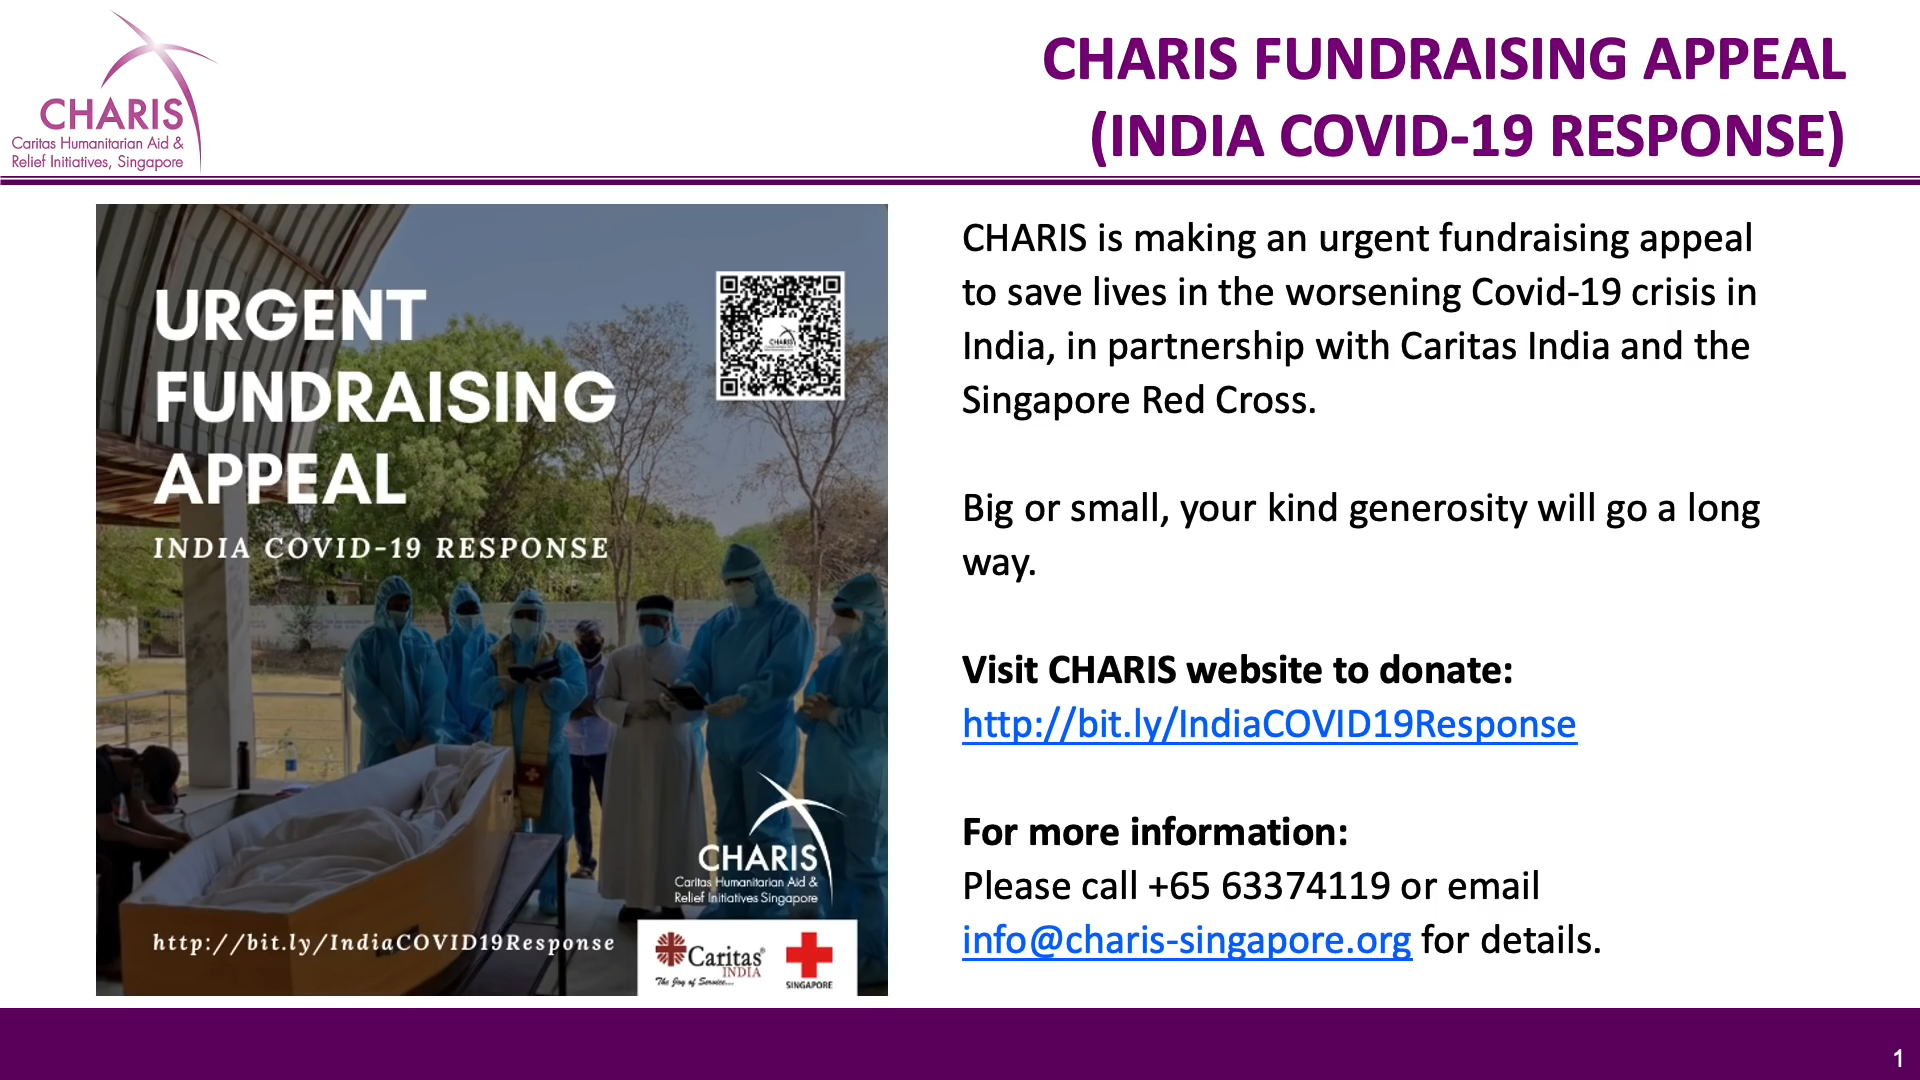 CHARIS
Caritas Humanitarian Aid &
Relief Initiatives, Singapore
CHARIS FUNDRAISING APPEAL
(INDIA COVID-19 RESPONSE)
URGENT
FUNDRAISING
APPEAL
INDIA COVID-19 RESPONSE
CHARIS
CHARIS
Caritas Humanitarian Aid &
Relief Initiatives Singapore
http://bit.ly/IndiaCOVID19Response
Caritas®
INDIA
The Joy of Service...
SINGAPORE
CHARIS is making an urgent fundraising appeal
to save lives in the worsening Covid-19 crisis in
India, in partnership with Caritas India and the
Singapore Red Cross.
Big or small, your kind generosity will go a long
way.
Visit CHARIS website to donate:
http://bit.ly/IndiaCOVID19Response
For more information:
Please call +65 63374119 or email
info@charis-singapore.org for details.
1